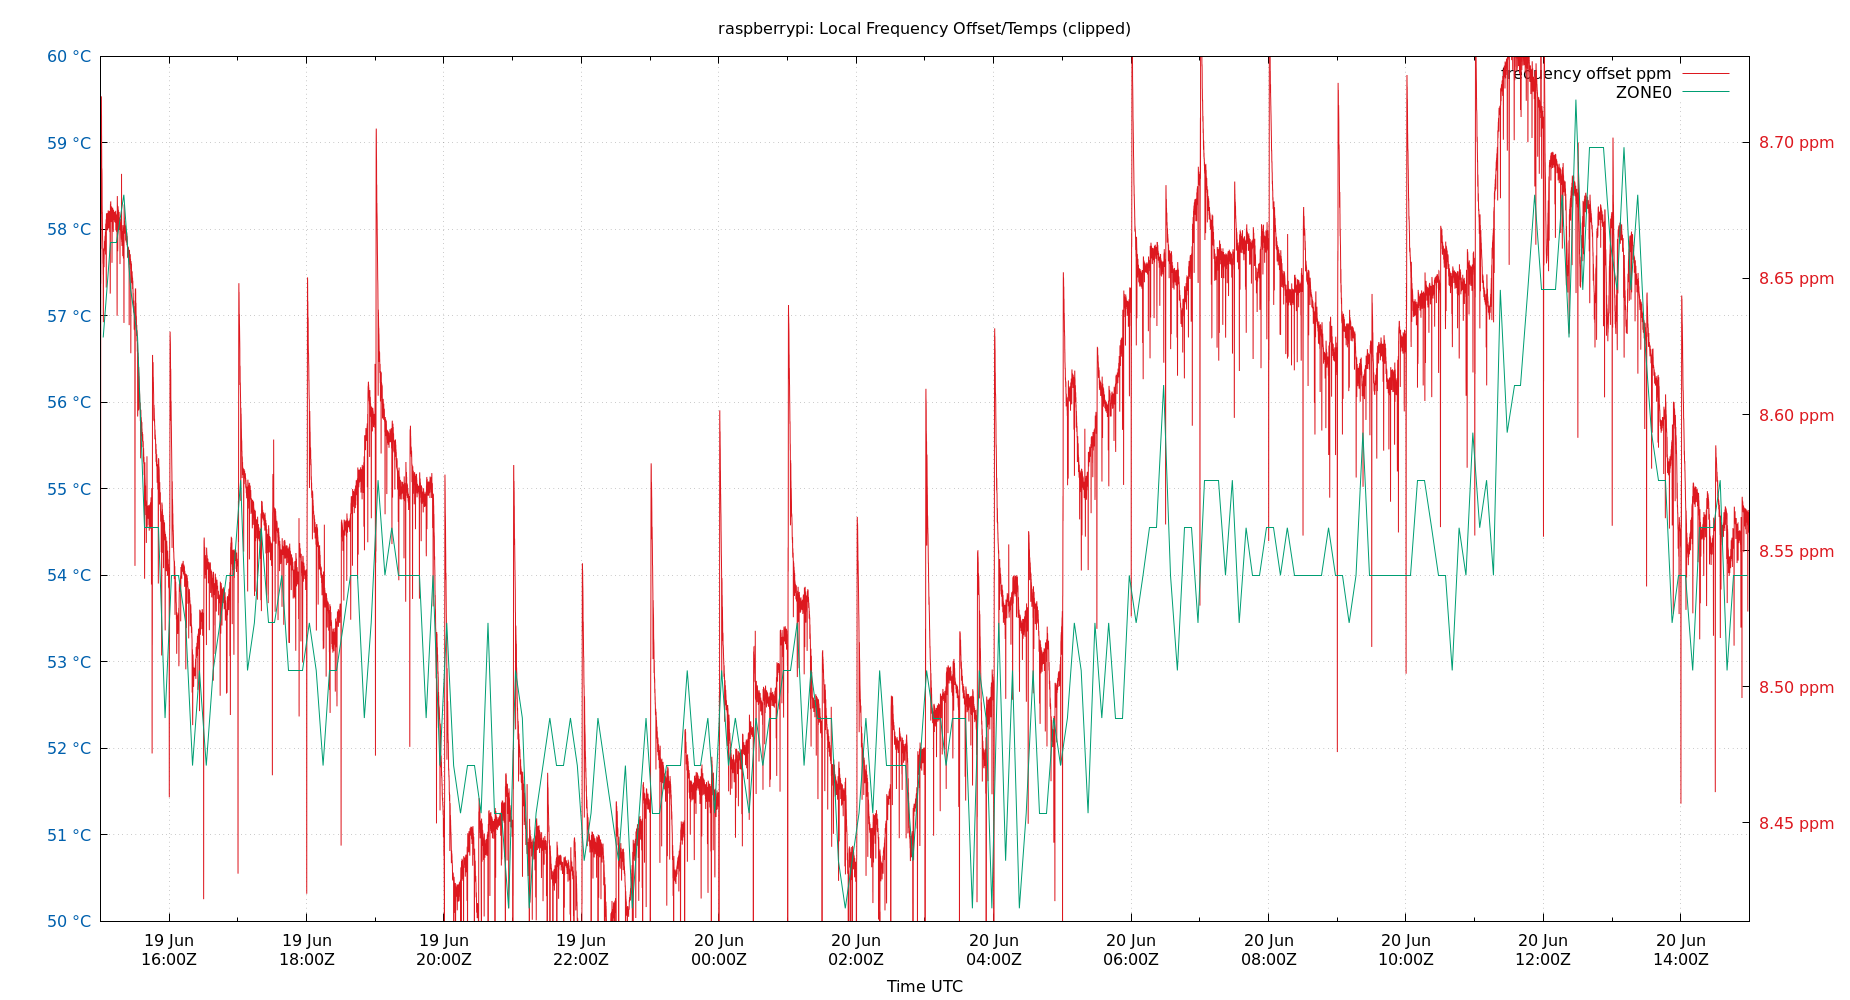 raspberrypi: Local Frequency Offset/Temps (clipped)
60 °C
59 °C
58 °C
57 °C
56 °C
55 °C
54 °C
53 °C
52 °C
51 °C
50 °C
frequency offset ppm
ZONE0
8.70 ppm
8.65 ppm
8.60 ppm
8.55 ppm
8.50 ppm
8.45 ppm
19 Jun
16:00Z
19 Jun
18:00Z
19 Jun
20:00Z
19 Jun
22:00Z
20 Jun
00:00Z
20 Jun
02:00Z
20 Jun
04:00Z
20 Jun
06:00Z
20 Jun
08:00Z
20 Jun
10:00Z
20 Jun
12:00Z
20 Jun
14:00Z
Time UTC